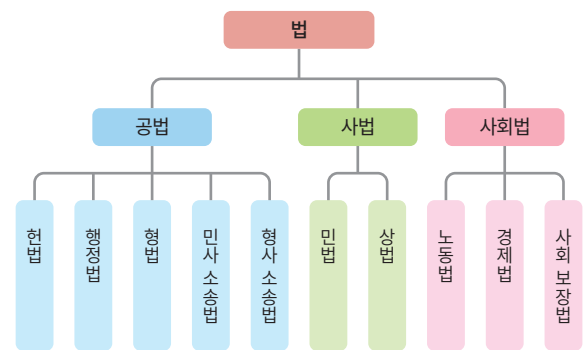 법
공법
사법
사회법
헌법
행정법
형법
민사 소송법
형사 소송법
민법
상법
노동법
경제법
사회 보장법